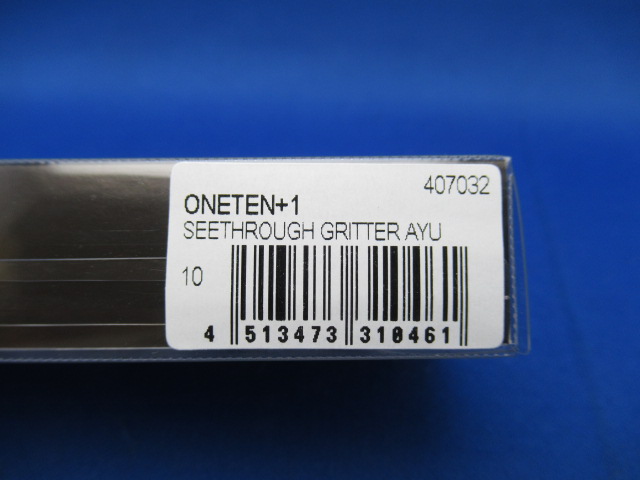 407032
ONETEN+1
SEETHROUGH GRITTER AYU
10
4 513473 310461